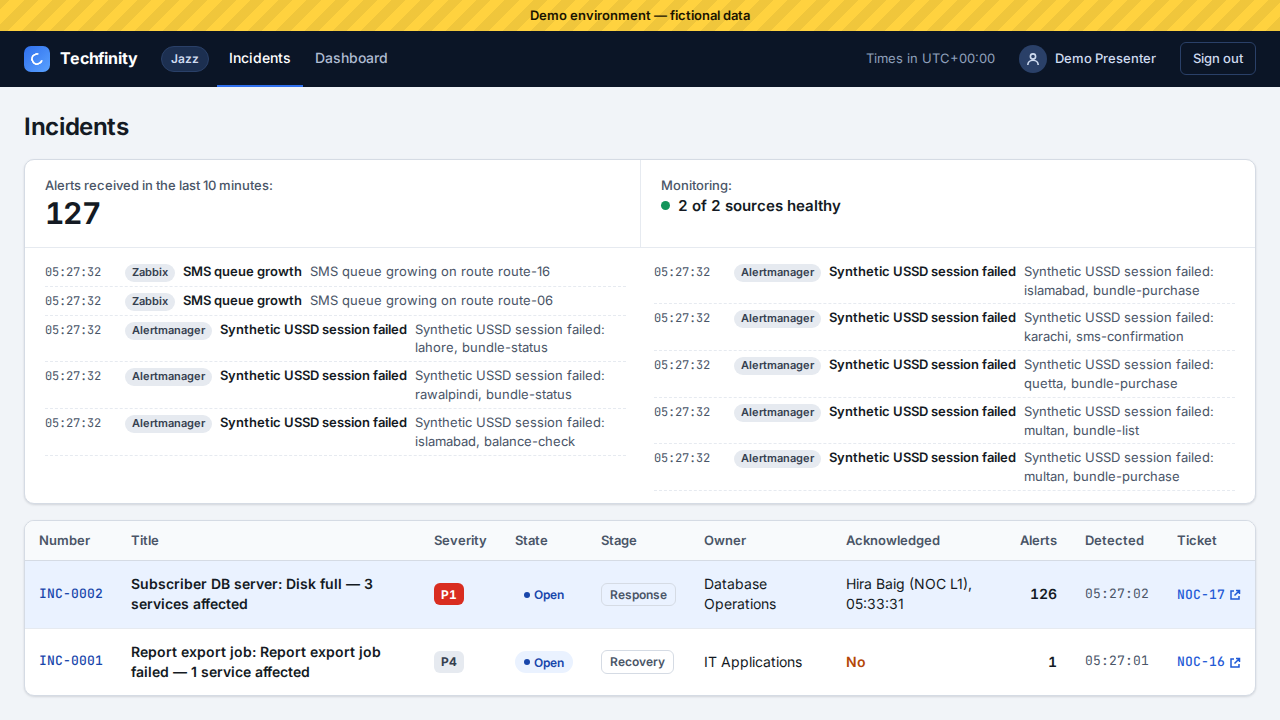 Demo environment — fictional data
Techfinity
Jazz
Incidents
Dashboard
Times in UTC+00:00
Demo Presenter
Sign out
Incidents
Alerts received in the last 10 minutes:
127
Monitoring:
2 of 2 sources healthy
05:27:32 Zabbix SMS queue growth SMS queue growing on route route-16
05:27:32 Zabbix SMS queue growth SMS queue growing on route route-06
05:27:32 Alertmanager Synthetic USSD session failed Synthetic USSD session failed:
lahore, bundle-status
05:27:32 Alertmanager Synthetic USSD session failed Synthetic USSD session failed:
rawalpindi, bundle-status
05:27:32 Alertmanager Synthetic USSD session failed Synthetic USSD session failed:
islamabad, balance-check
05:27:32 Alertmanager Synthetic USSD session failed Synthetic USSD session failed:
islamabad, bundle-purchase
05:27:32 Alertmanager Synthetic USSD session failed Synthetic USSD session failed:
karachi, sms-confirmation
05:27:32 Alertmanager Synthetic USSD session failed Synthetic USSD session failed:
quetta, bundle-purchase
05:27:32 Alertmanager Synthetic USSD session failed Synthetic USSD session failed:
multan, bundle-list
05:27:32 Alertmanager Synthetic USSD session failed Synthetic USSD session failed:
multan, bundle-purchase
Number Title Severity State Stage Owner Acknowledged Alerts Detected Ticket
INC-0002
Subscriber DB server: Disk full — 3
services affected
P1
Open
Response
Database
Operations
Hira Baig (NOC L1),
05:33:31
126
05:27:02
NOC-17
INC-0001
Report export job: Report export job
failed — 1 service affected
P4
Open
Recovery
IT Applications
No
1
05:27:01
NOC-16